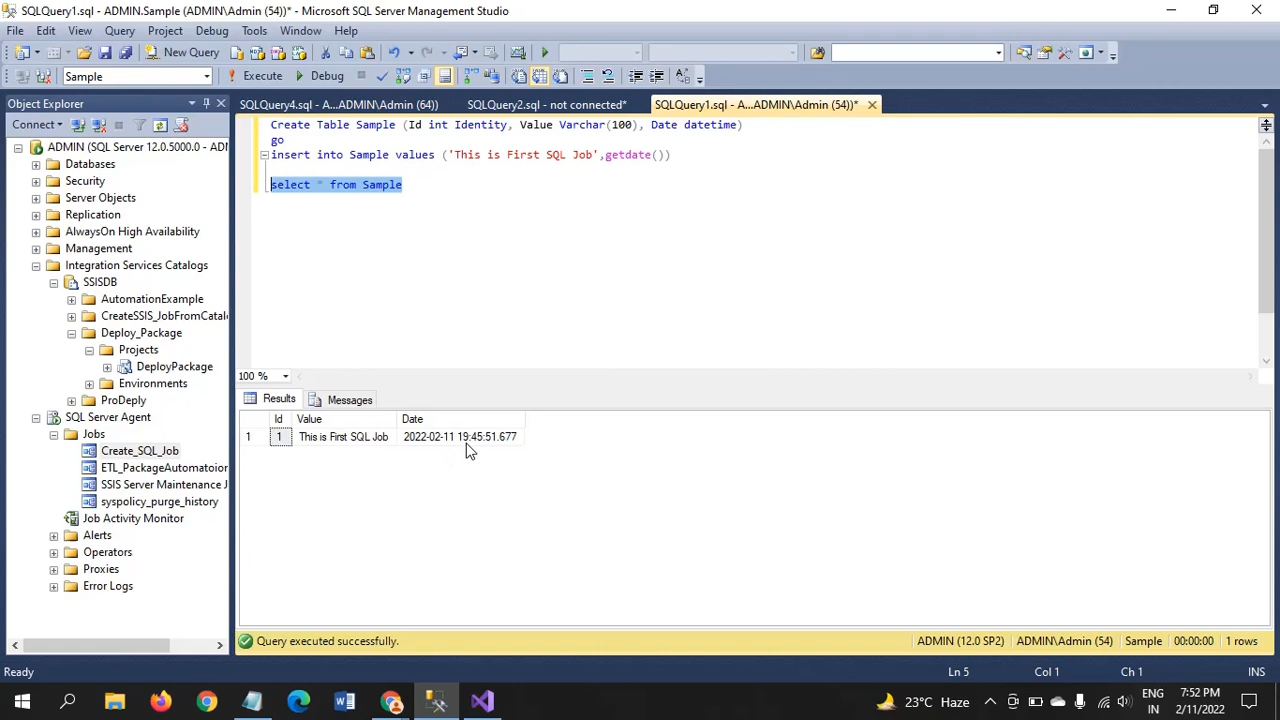 SQLQuery1.sql - ADMIN.Sample (ADMIN\Admin (54))* - Microsoft SQL Server Management Studio
File Edit View Query Project Debug Tools Window Help
New Query
Sample Execute Debug
Object Explorer
SQLQuery4.sql - A...ADMIN\Admin (64)) SQLQuery2.sql - not connected* SQLQuery1.sql - A...ADMIN\Admin (54))*
Connect
ADMIN (SQL Server 12.0.5000.0 - ADM
Databases
Security
Server Objects
Replication
AlwaysOn High Availability
Management
Integration Services Catalogs
SSISDB
AutomationExample
CreateSSIS_JobFromCatal
Deploy_Package
Projects
DeployPackage
Environments
ProDeploy
SQL Server Agent
Jobs
Create_SQL_Job
ETL_PackageAutomatoior
SSIS Server Maintenance J
syspolicy_purge_history
Job Activity Monitor
Alerts
Operators
Proxies
Error Logs
Create Table Sample (Id int Identity, Value Varchar(100), Date datetime)
go
insert into Sample values ('This is First SQL Job',getdate())
select * from Sample
100 %
Results Messages
Id Value Date
1 1 This is First SQL Job 2022-02-11 19:45:51.677
Query executed successfully. ADMIN (12.0 SP2) ADMIN\Admin (54) Sample 00:00:00 1 rows
Ready Ln 5 Col 1 Ch 1 INS
23°C Haze
ENG
IN
7:52 PM
2/11/2022